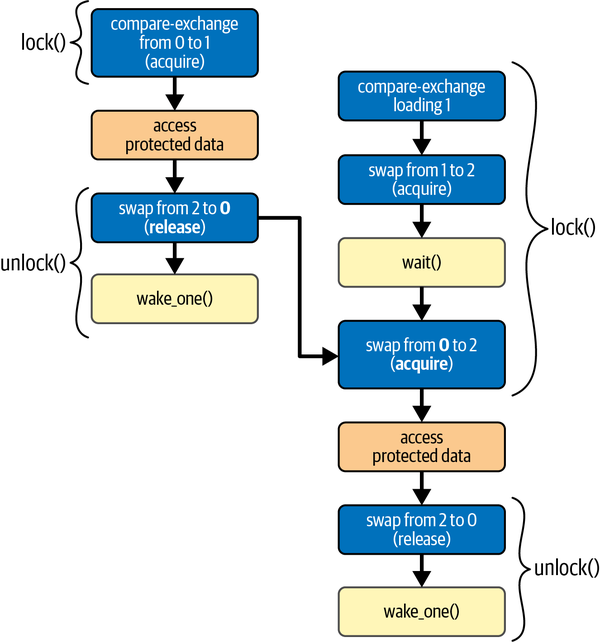 lock()
compare-exchange
from 0 to 1
(acquire)
access
protected data
unlock()
swap from 2 to 0
(release)
wake_one()
compare-exchange
loading 1
swap from 1 to 2
(acquire)
wait()
swap from 0 to 2
(acquire)
lock()
access
protected data
swap from 2 to 0
(release)
wake_one()
unlock()